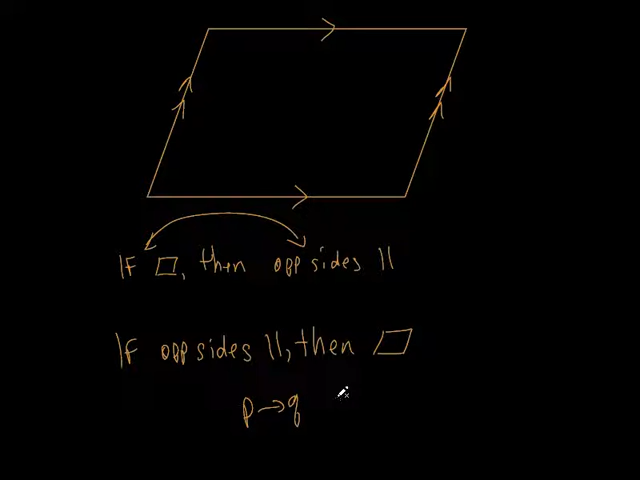 If ▱, then opp sides ||
If opp sides ||, then ▱
p→q